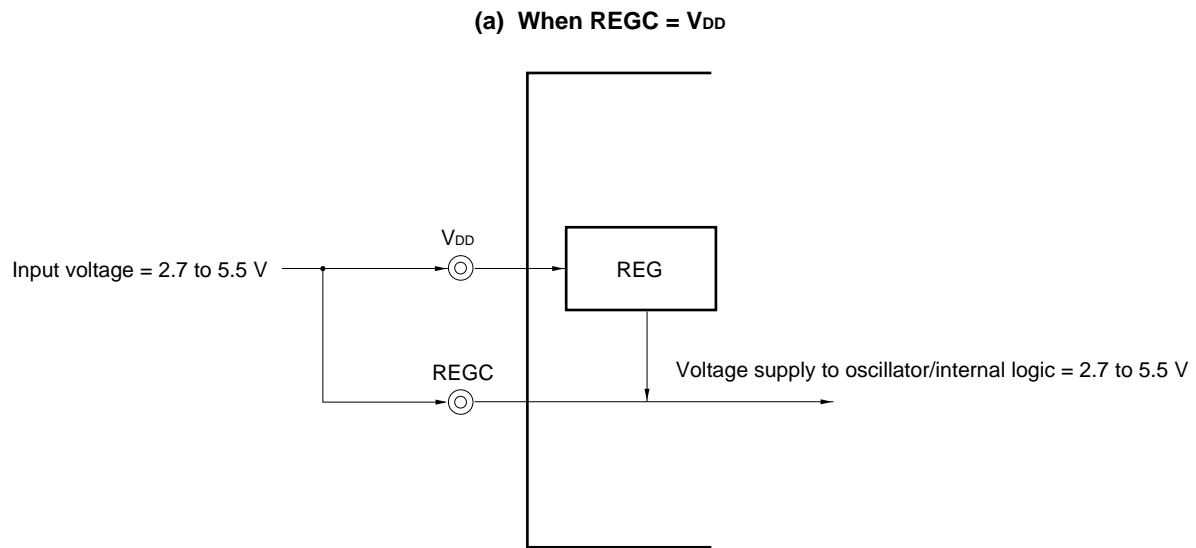 (a) When REGC = VDD
VDD
Input voltage = 2.7 to 5.5 V
REG
REGC
Voltage supply to oscillator/internal logic = 2.7 to 5.5 V